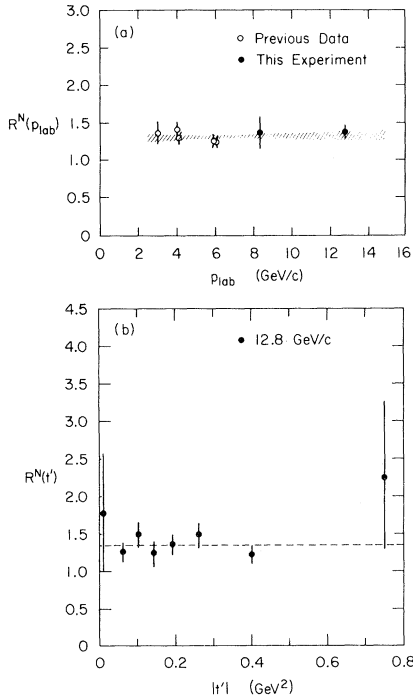 3.0
(a)
○ Previous Data
● This Experiment
2.5
2.0
R^N(p_lab)
1.5
1.0
0.5
0
0 2 4 6 8 10 12 14 16
p_lab (GeV/c)
4.5
(b)
● 12.8 GeV/c
4.0
3.5
3.0
2.5
R^N(t')
2.0
1.5
1.0
0.5
0
0 0.2 0.4 0.6 0.8
|t'| (GeV²)